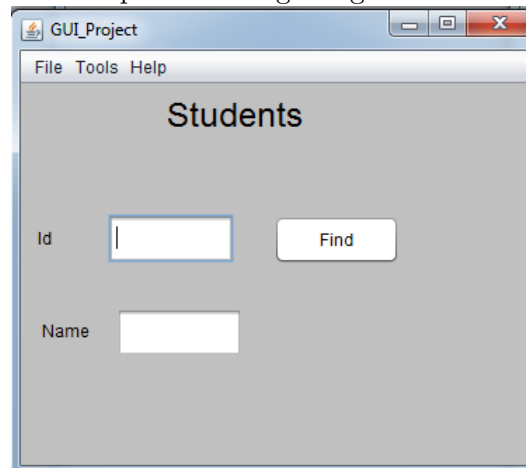 GUI_Project
File Tools Help
Students
Id
Find
Name